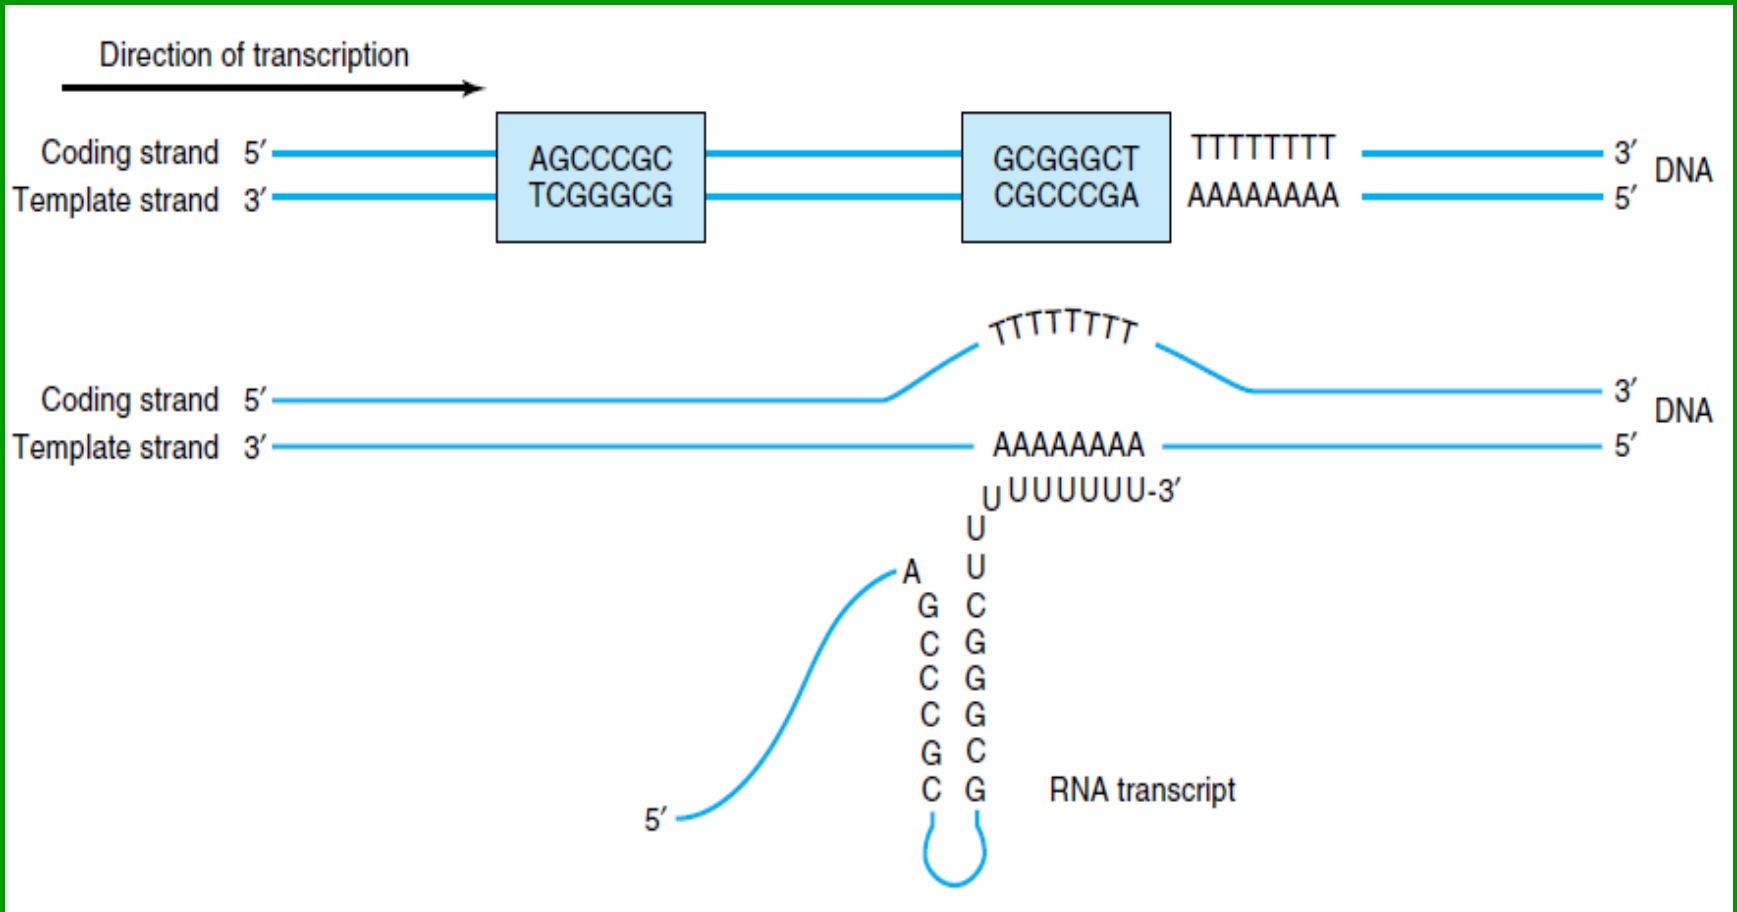 Direction of transcription
Coding strand 5′ AGCCCGC GCGGGCT TTTTTTTT 3′
DNA
Template strand 3′ TCGGGCG CGCCCGA AAAAAAAA 5′
TTTTTTTT
Coding strand 5′ 3′
DNA
Template strand 3′ AAAAAAAA 5′
U UUUUUU-3′
U
A U
G C
C G
C G
C G
G C
C G RNA transcript
5′